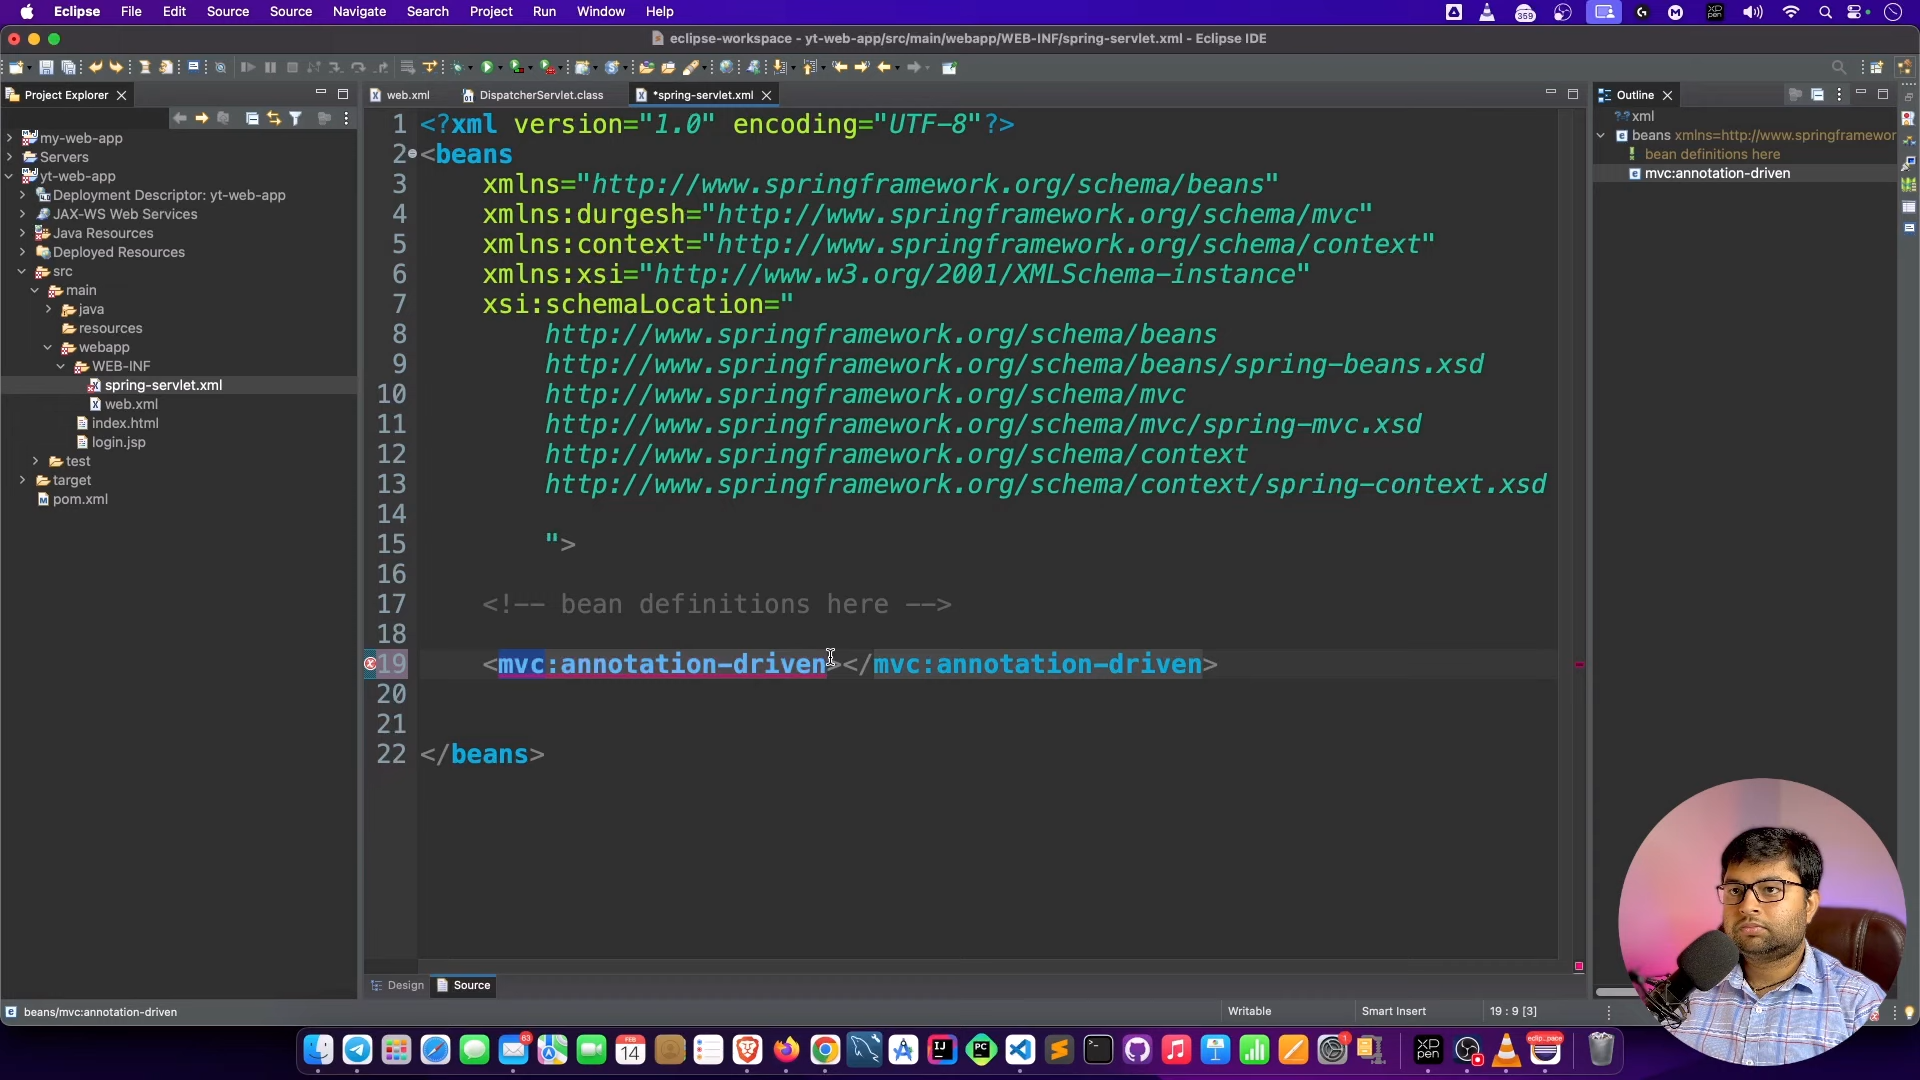 Eclipse File Edit Source Source Navigate Search Project Run Window Help
359
eclipse-workspace - yt-web-app/src/main/webapp/WEB-INF/spring-servlet.xml - Eclipse IDE
Project Explorer
web.xml DispatcherServlet.class *spring-servlet.xml
Outline
my-web-app
Servers
yt-web-app
Deployment Descriptor: yt-web-app
JAX-WS Web Services
Java Resources
Deployed Resources
src
main
java
resources
webapp
WEB-INF
spring-servlet.xml
web.xml
index.html
login.jsp
test
target
pom.xml
1 <?xml version="1.0" encoding="UTF-8"?>
2 <beans
3 xmlns="http://www.springframework.org/schema/beans"
4 xmlns:durgesh="http://www.springframework.org/schema/mvc"
5 xmlns:context="http://www.springframework.org/schema/context"
6 xmlns:xsi="http://www.w3.org/2001/XMLSchema-instance"
7 xsi:schemaLocation="
8 http://www.springframework.org/schema/beans
9 http://www.springframework.org/schema/beans/spring-beans.xsd
10 http://www.springframework.org/schema/mvc
11 http://www.springframework.org/schema/mvc/spring-mvc.xsd
12 http://www.springframework.org/schema/context
13 http://www.springframework.org/schema/context/spring-context.xsd
14
15 ">
16
17 <!-- bean definitions here -->
18
19 <mvc:annotation-driven></mvc:annotation-driven>
20
21
22 </beans>
xml
beans xmlns=http://www.springframewor
bean definitions here
mvc:annotation-driven
Design Source
beans/mvc:annotation-driven
Writable
Smart Insert
19 : 9 [3]
63
FEB
14
IJ
PC
XP
PEN